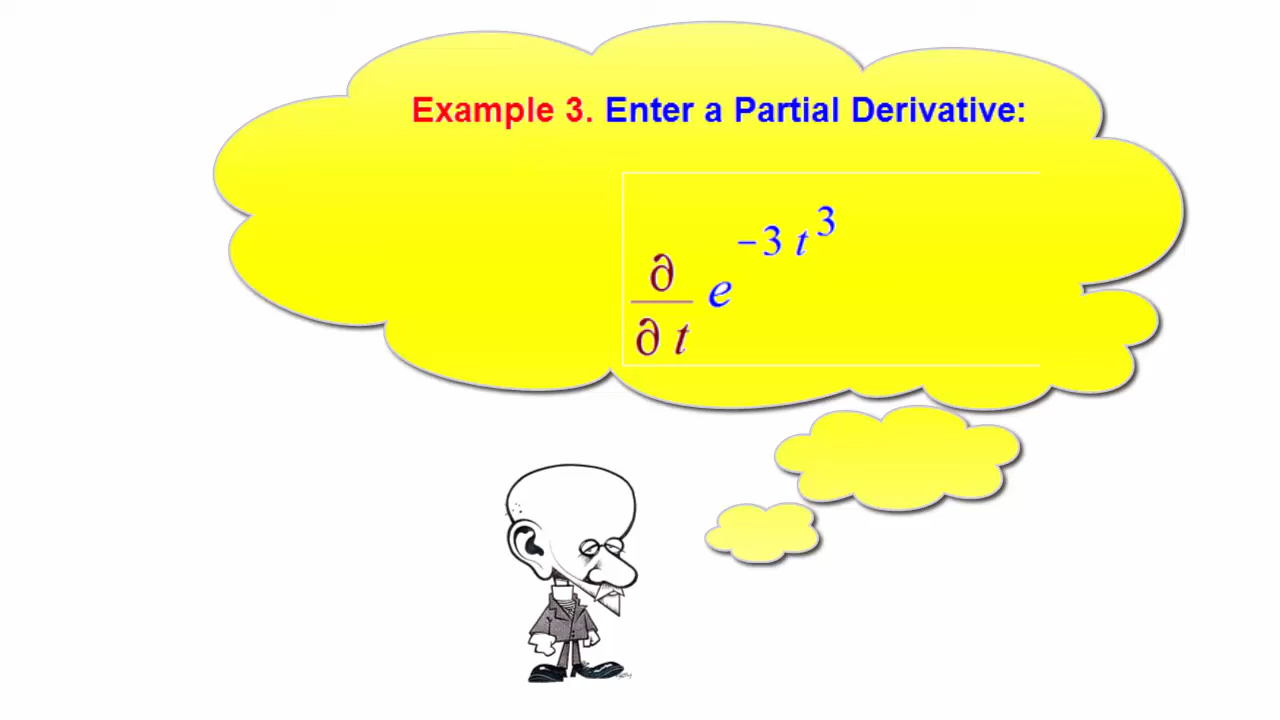 Example 3. Enter a Partial Derivative:
∂/∂t e^(-3 t^3)